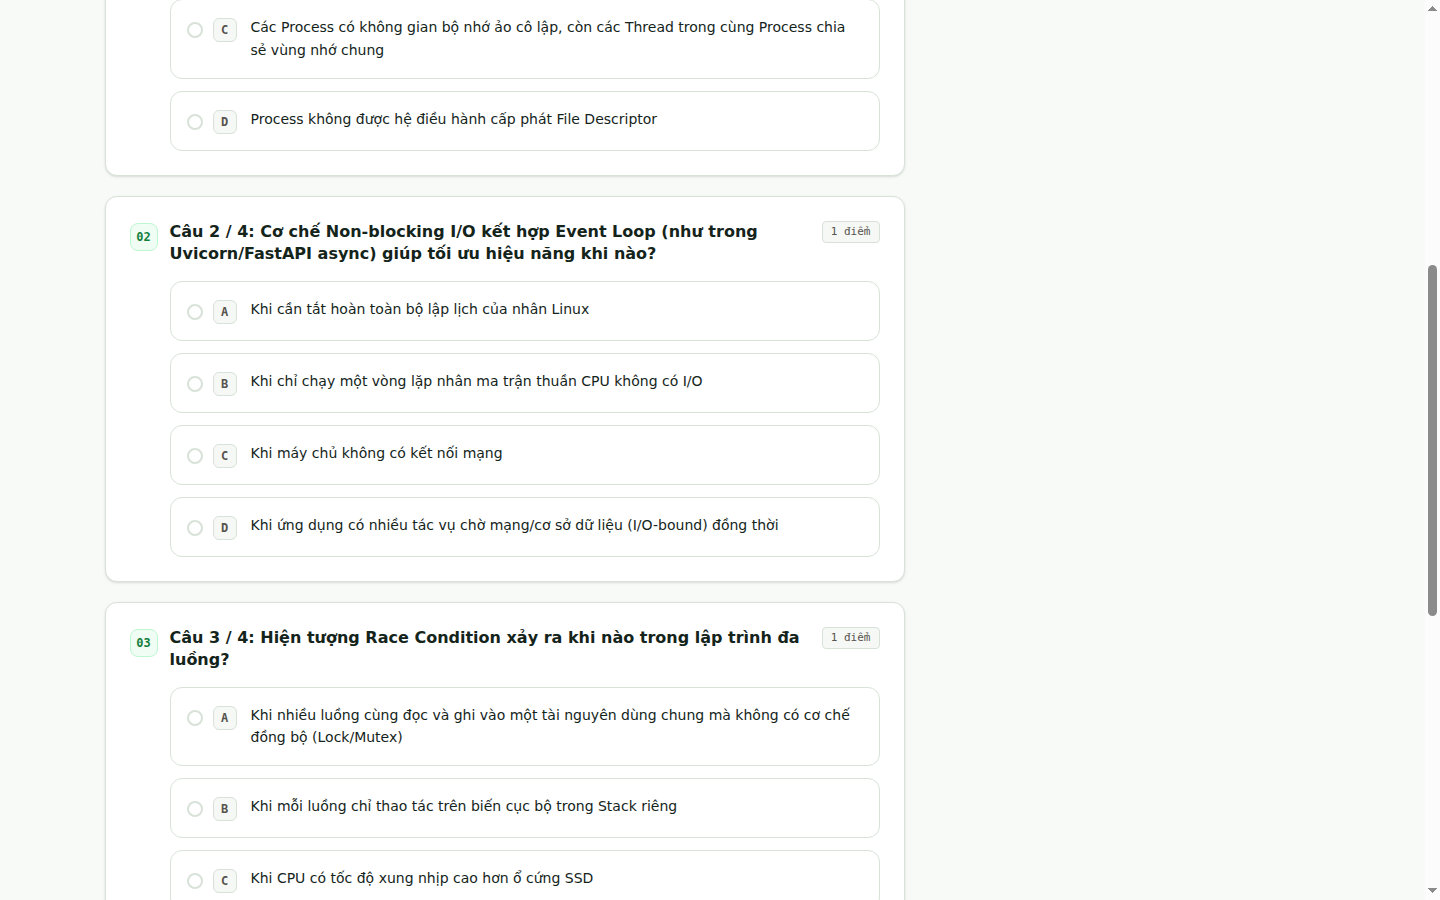 C Các Process có không gian bộ nhớ ảo cô lập, còn các Thread trong cùng Process chia
sẻ vùng nhớ chung
D Process không được hệ điều hành cấp phát File Descriptor
02 Câu 2 / 4: Cơ chế Non-blocking I/O kết hợp Event Loop (như trong 1 điểm
Uvicorn/FastAPI async) giúp tối ưu hiệu năng khi nào?
A Khi cần tắt hoàn toàn bộ lập lịch của nhân Linux
B Khi chỉ chạy một vòng lặp nhân ma trận thuần CPU không có I/O
C Khi máy chủ không có kết nối mạng
D Khi ứng dụng có nhiều tác vụ chờ mạng/cơ sở dữ liệu (I/O-bound) đồng thời
03 Câu 3 / 4: Hiện tượng Race Condition xảy ra khi nào trong lập trình đa 1 điểm
luồng?
A Khi nhiều luồng cùng đọc và ghi vào một tài nguyên dùng chung mà không có cơ chế
đồng bộ (Lock/Mutex)
B Khi mỗi luồng chỉ thao tác trên biến cục bộ trong Stack riêng
C Khi CPU có tốc độ xung nhịp cao hơn ổ cứng SSD